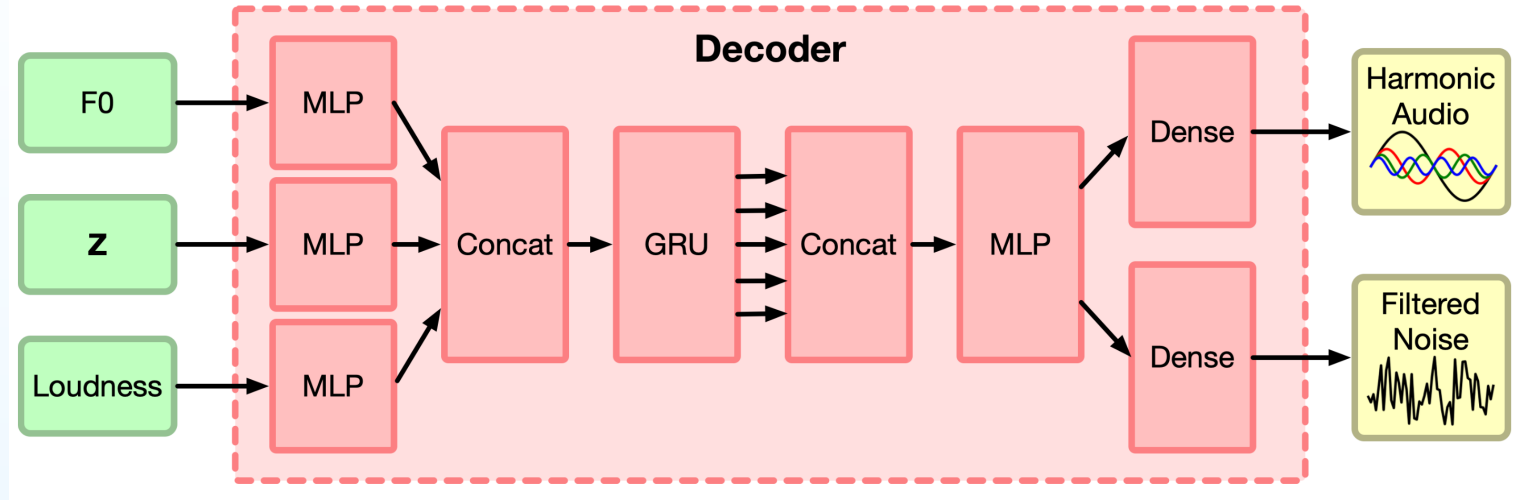 Decoder
F0
MLP
Z
MLP
Loudness
MLP
Concat
GRU
Concat
MLP
Dense
Dense
Harmonic
Audio
Filtered
Noise